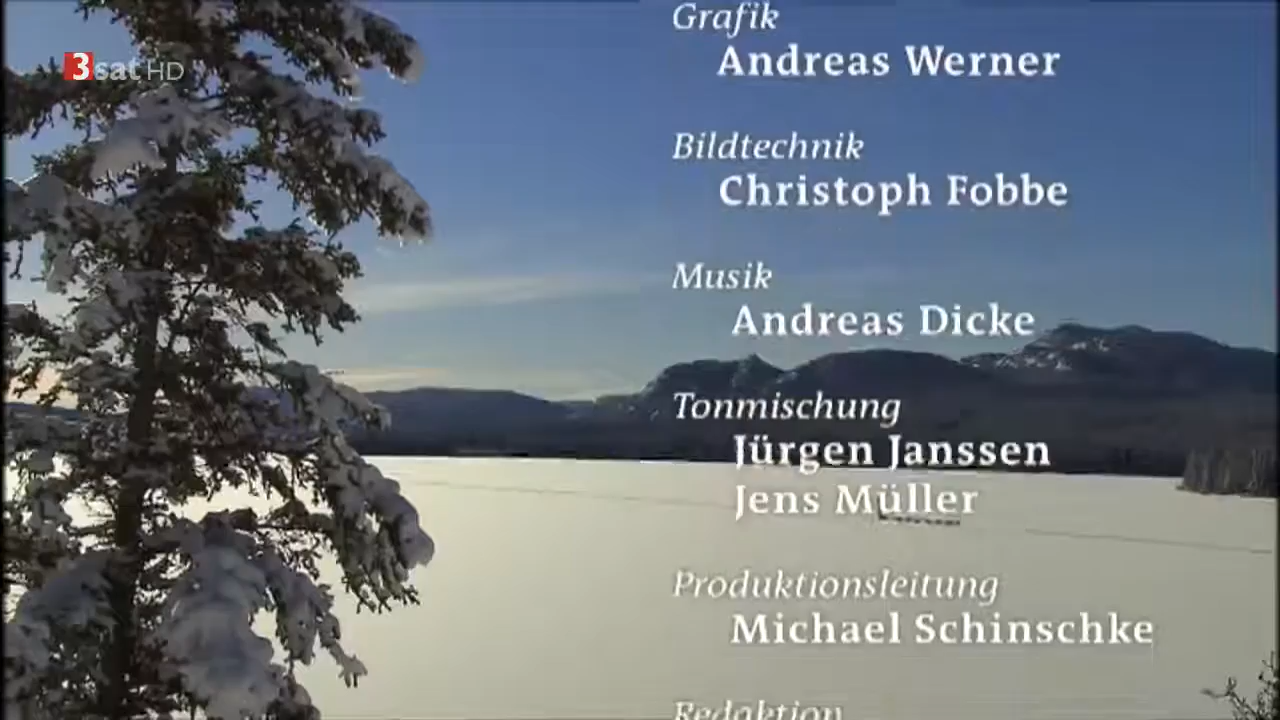 3sat HD
Grafik
Andreas Werner
Bildtechnik
Christoph Fobbe
Musik
Andreas Dicke
Tonmischung
Jürgen Janssen
Jens Müller
Produktionsleitung
Michael Schinschke
Redaktion